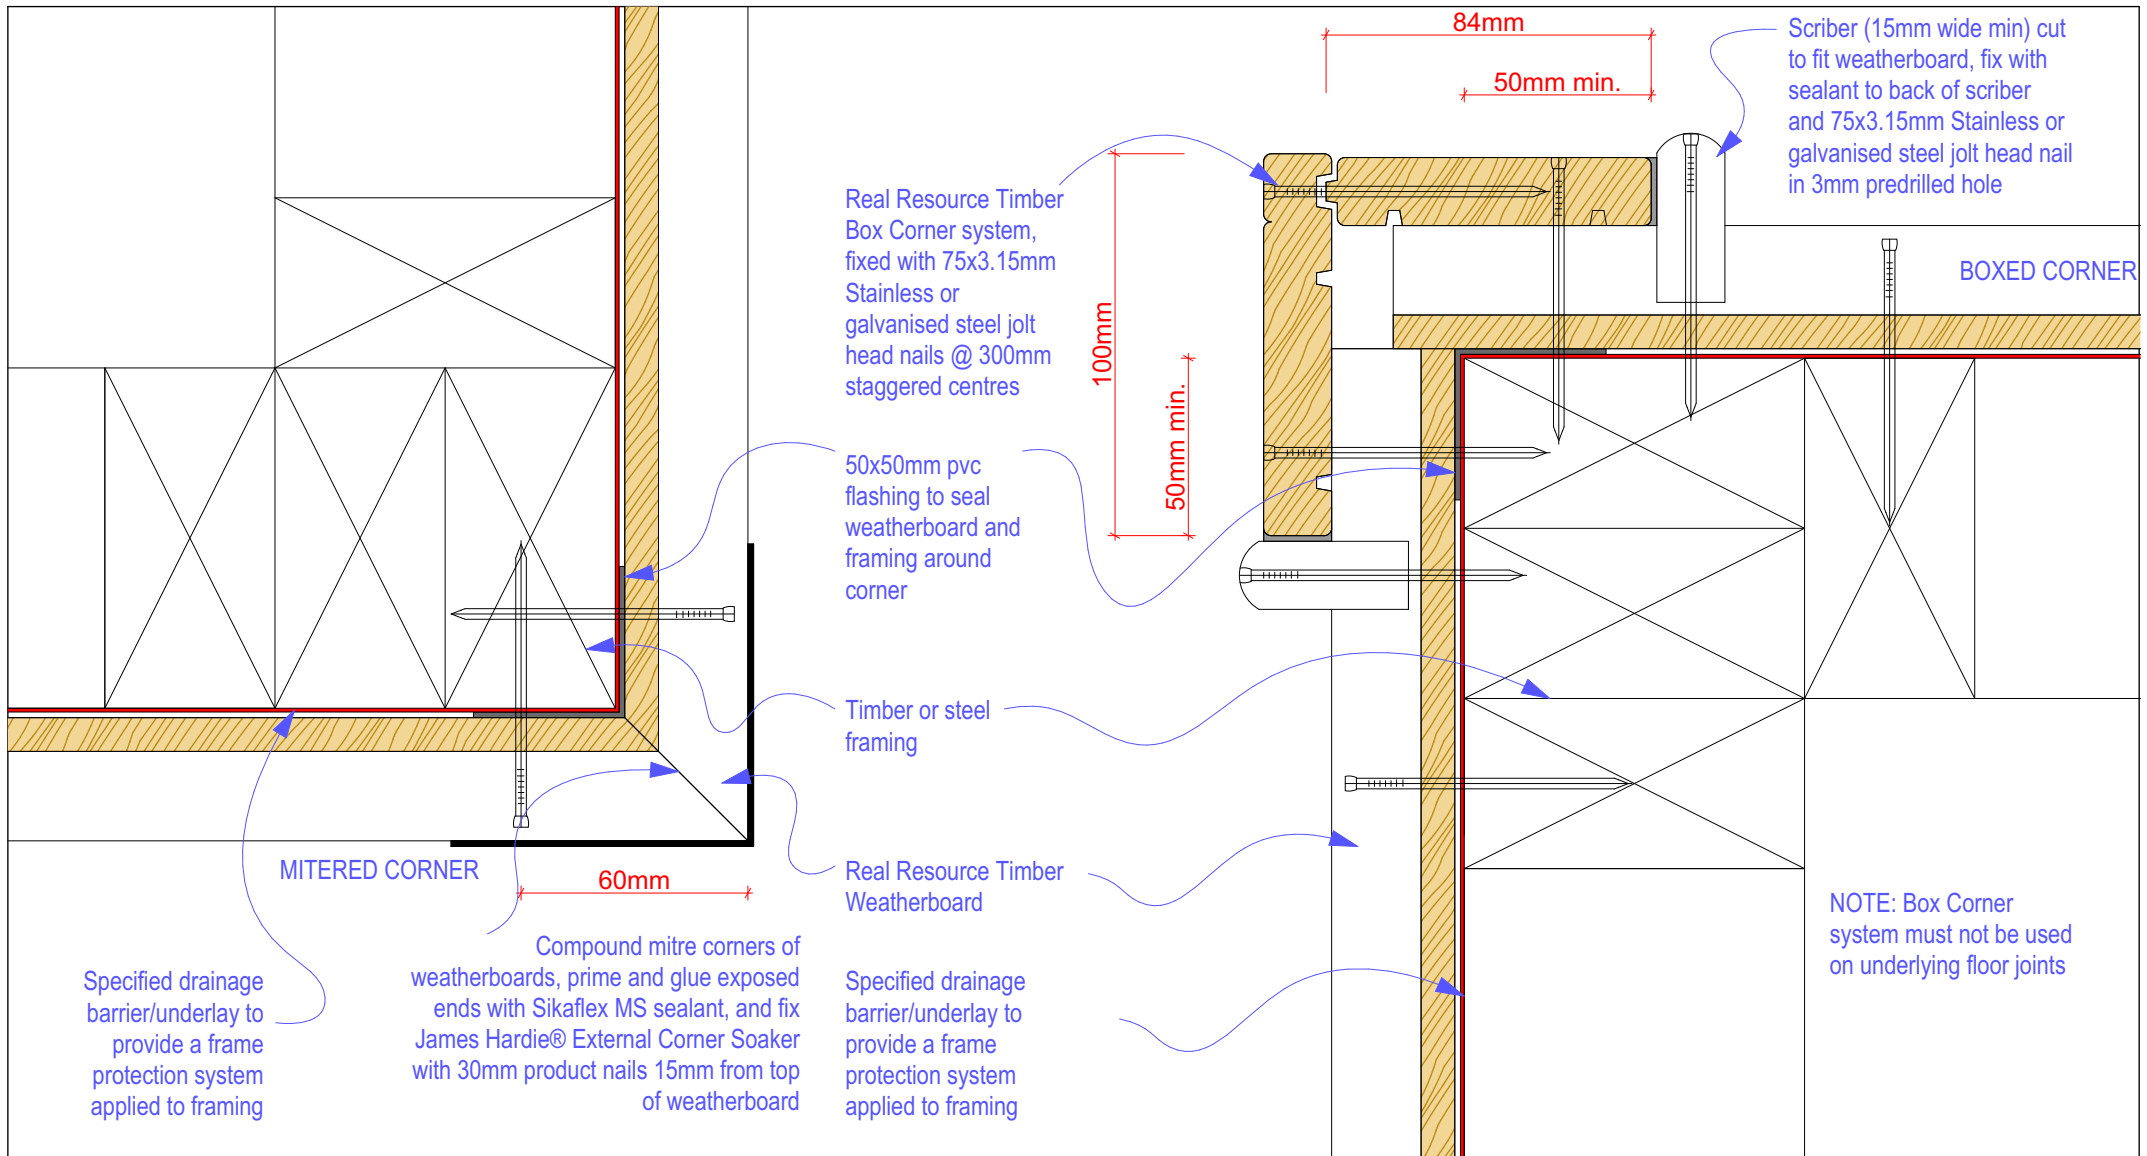 84mm
50mm min.
Scriber (15mm wide min) cut
to fit weatherboard, fix with
sealant to back of scriber
and 75x3.15mm Stainless or
galvanised steel jolt head nail
in 3mm predrilled hole
Real Resource Timber
Box Corner system,
fixed with 75x3.15mm
Stainless or
galvanised steel jolt
head nails @ 300mm
staggered centres
BOXED CORNER
100mm
50mm min.
50x50mm pvc
flashing to seal
weatherboard and
framing around
corner
Timber or steel
framing
MITERED CORNER
60mm
Real Resource Timber
Weatherboard
NOTE: Box Corner
system must not be used
on underlying floor joints
Specified drainage
barrier/underlay to
provide a frame
protection system
applied to framing
Compound mitre corners of
weatherboards, prime and glue exposed
ends with Sikaflex MS sealant, and fix
James Hardie® External Corner Soaker
with 30mm product nails 15mm from top
of weatherboard
Specified drainage
barrier/underlay to
provide a frame
protection system
applied to framing